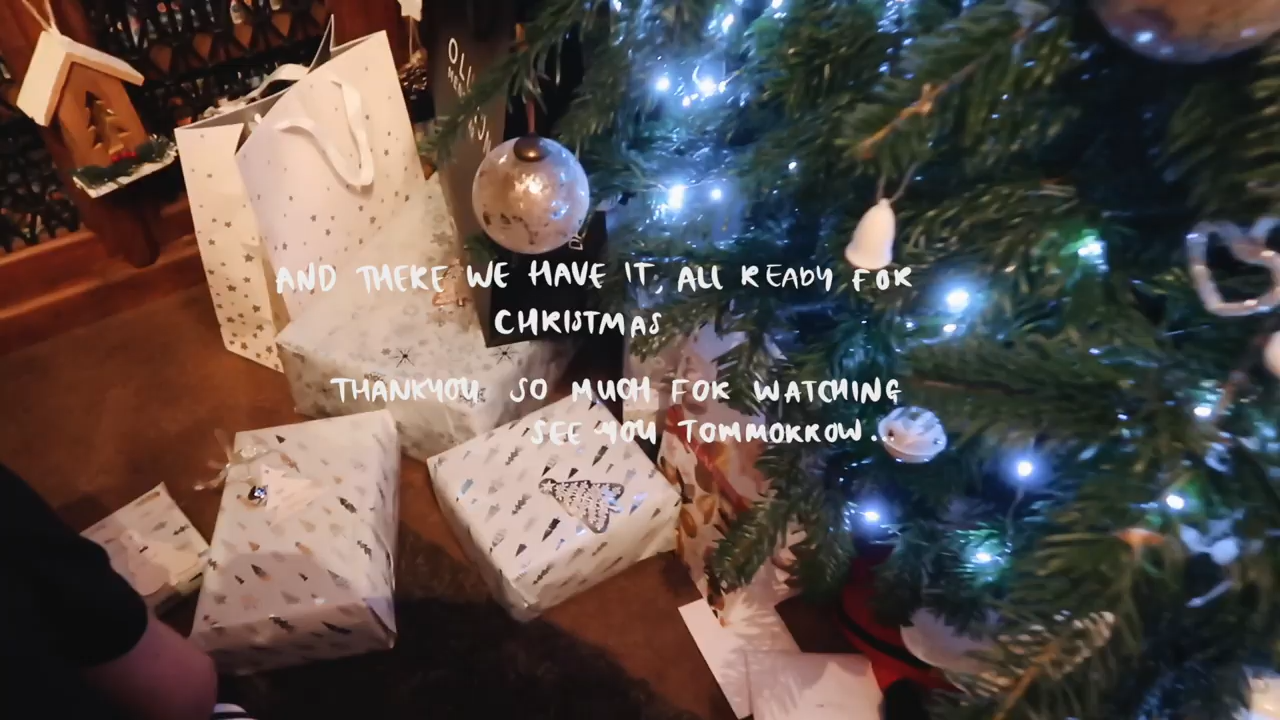 AND THERE WE HAVE IT, ALL READY FOR
CHRISTMAS
THANKYOU SO MUCH FOR WATCHING
SEE YOU TOMMORROW...